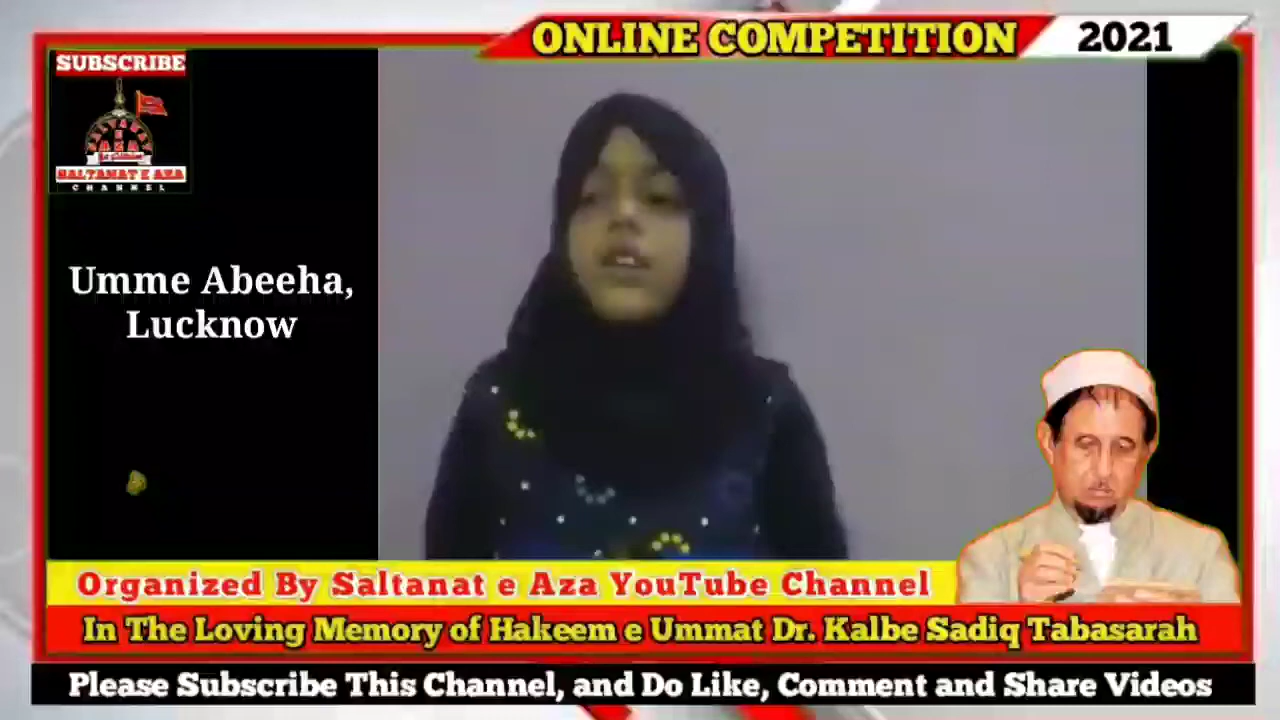 ONLINE COMPETITION 2021
SUBSCRIBE
SALTANAT E AZA
CHANNEL
Umme Abeeha,
Lucknow
Organized By Saltanat e Aza YouTube Channel
In The Loving Memory of Hakeem e Ummat Dr. Kalbe Sadiq Tabasarah
Please Subscribe This Channel, and Do Like, Comment and Share Videos